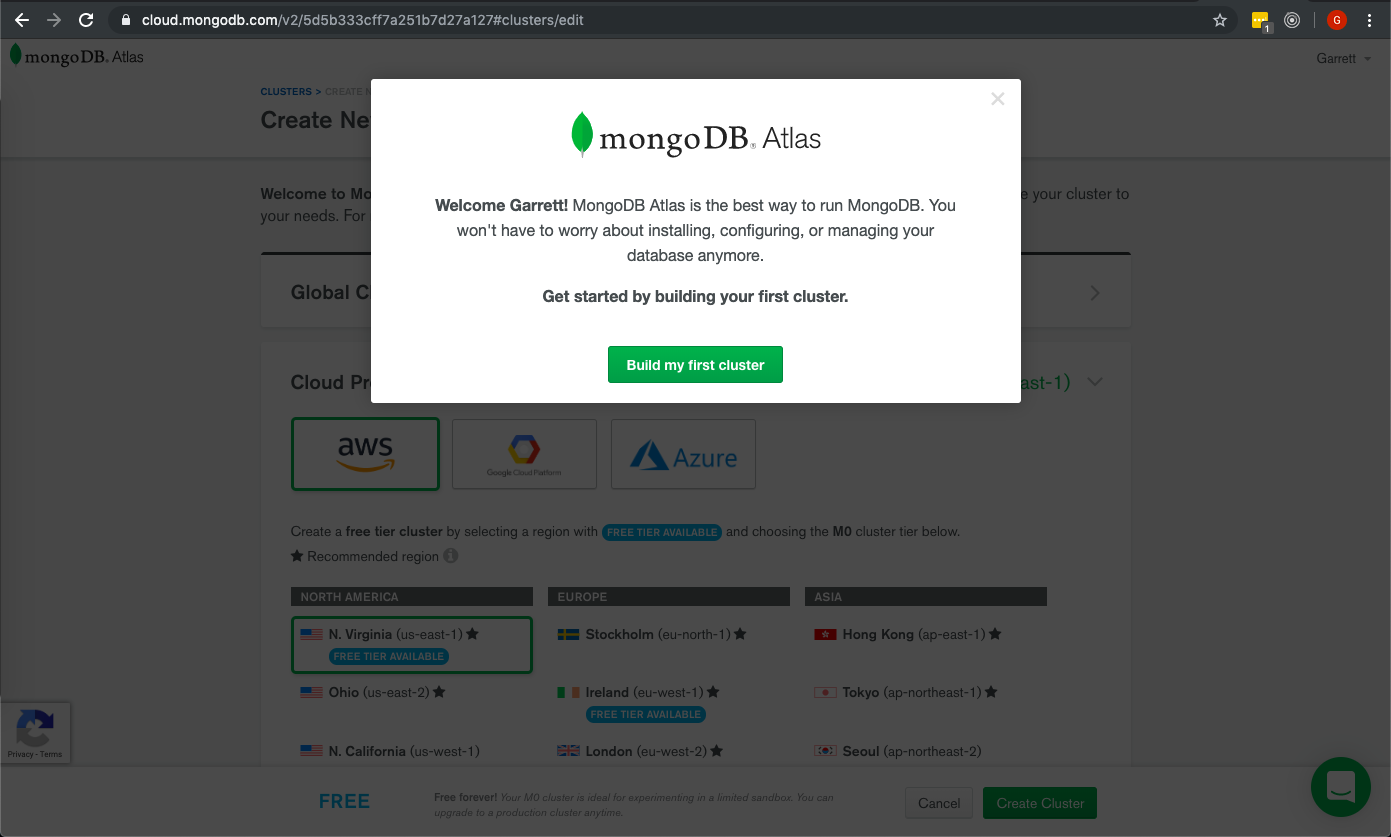 cloud.mongodb.com/v2/5d5b333cff7a251b7d27a127#clusters/edit
1
G
mongoDB® Atlas
Garrett
CLUSTERS > CREATE N
Create Ne
mongoDB® Atlas
Welcome Garrett! MongoDB Atlas is the best way to run MongoDB. You
won't have to worry about installing, configuring, or managing your
database anymore.
Get started by building your first cluster.
Build my first cluster
Welcome to Mo
e your cluster to
your needs. For
Global C
Cloud Pr
ast-1)
aws
Google Cloud Platform
Azure
Create a free tier cluster by selecting a region with FREE TIER AVAILABLE and choosing the M0 cluster tier below.
★ Recommended region i
NORTH AMERICA
N. Virginia (us-east-1) ★
FREE TIER AVAILABLE
Ohio (us-east-2) ★
N. California (us-west-1)
EUROPE
Stockholm (eu-north-1) ★
Ireland (eu-west-1) ★
FREE TIER AVAILABLE
London (eu-west-2) ★
ASIA
Hong Kong (ap-east-1) ★
Tokyo (ap-northeast-1) ★
Seoul (ap-northeast-2)
Privacy - Terms
FREE
Free forever! Your M0 cluster is ideal for experimenting in a limited sandbox. You can
upgrade to a production cluster anytime.
Cancel
Create Cluster